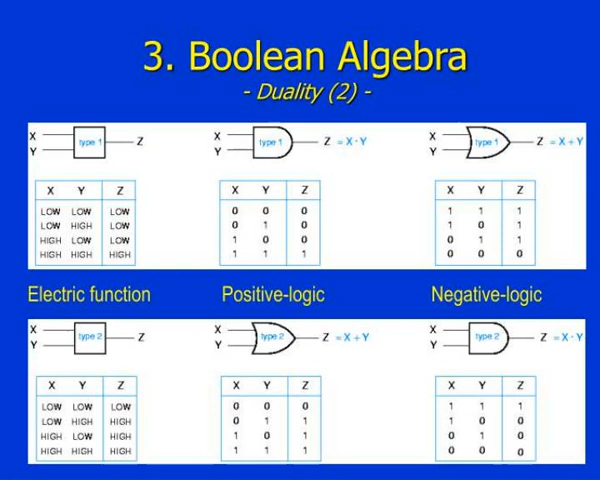 3. Boolean Algebra
- Duality (2) -
X
Y
type 1
Z
X Y Z
LOW LOW LOW
LOW HIGH LOW
HIGH LOW LOW
HIGH HIGH HIGH
X
Y
type 1
Z = X · Y
X Y Z
0 0 0
0 1 0
1 0 0
1 1 1
X
Y
type 1
Z = X + Y
X Y Z
1 1 1
1 0 1
0 1 1
0 0 0
Electric function
Positive-logic
Negative-logic
X
Y
type 2
Z
X Y Z
LOW LOW LOW
LOW HIGH HIGH
HIGH LOW HIGH
HIGH HIGH HIGH
X
Y
type 2
Z = X + Y
X Y Z
0 0 0
0 1 1
1 0 1
1 1 1
X
Y
type 2
Z = X · Y
X Y Z
1 1 1
1 0 0
0 1 0
0 0 0